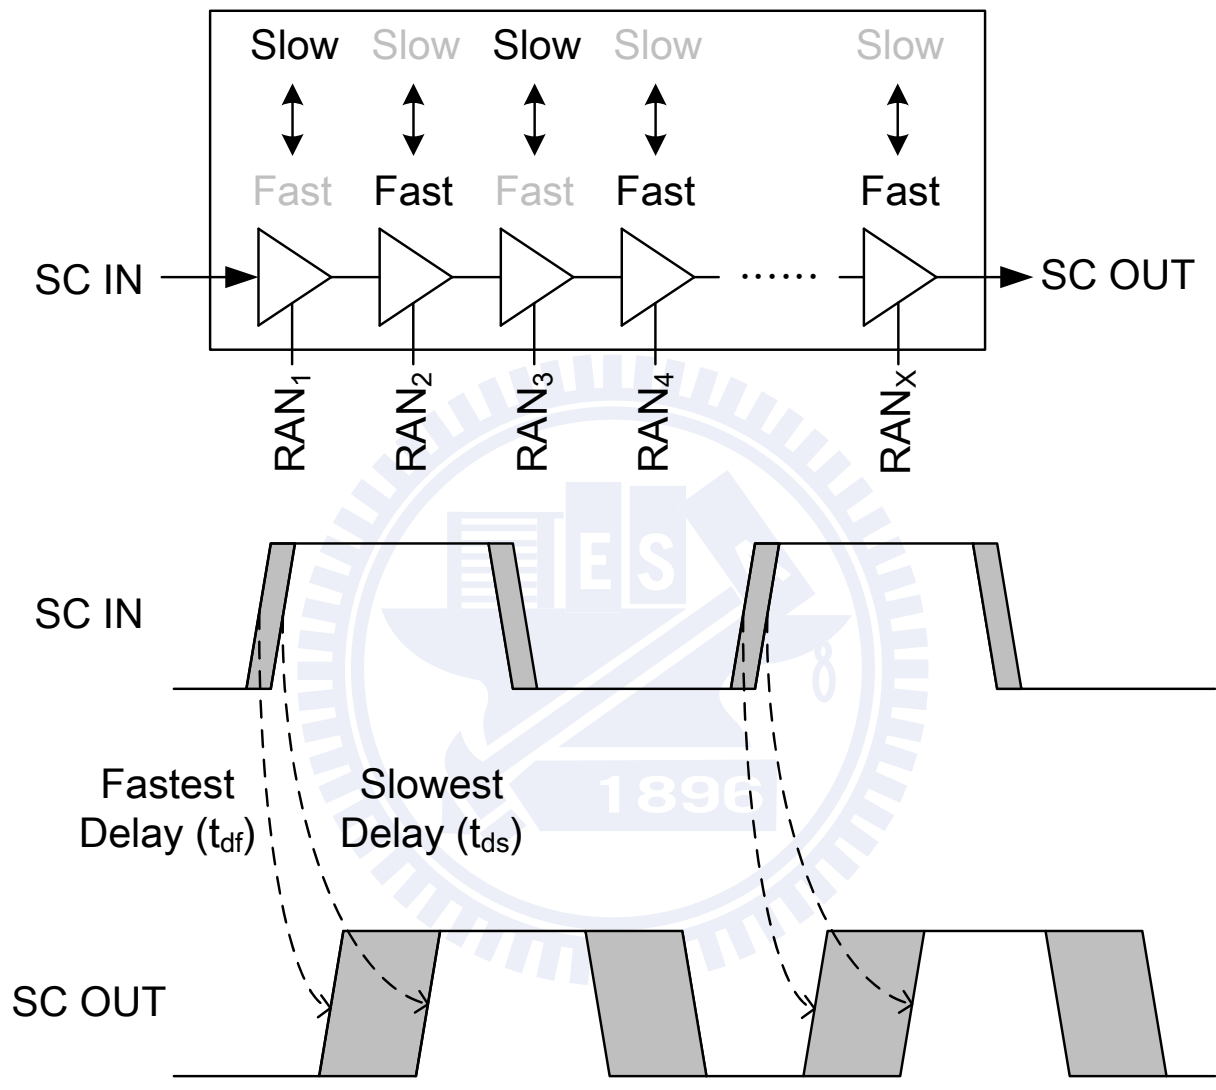 Slow Slow Slow Slow Slow
Fast Fast Fast Fast Fast
SC IN
...... 
SC OUT
RAN1 RAN2 RAN3 RAN4 RANX
E S
SC IN
Fastest
Delay (tdf)
Slowest
Delay (tds)
1896
SC OUT